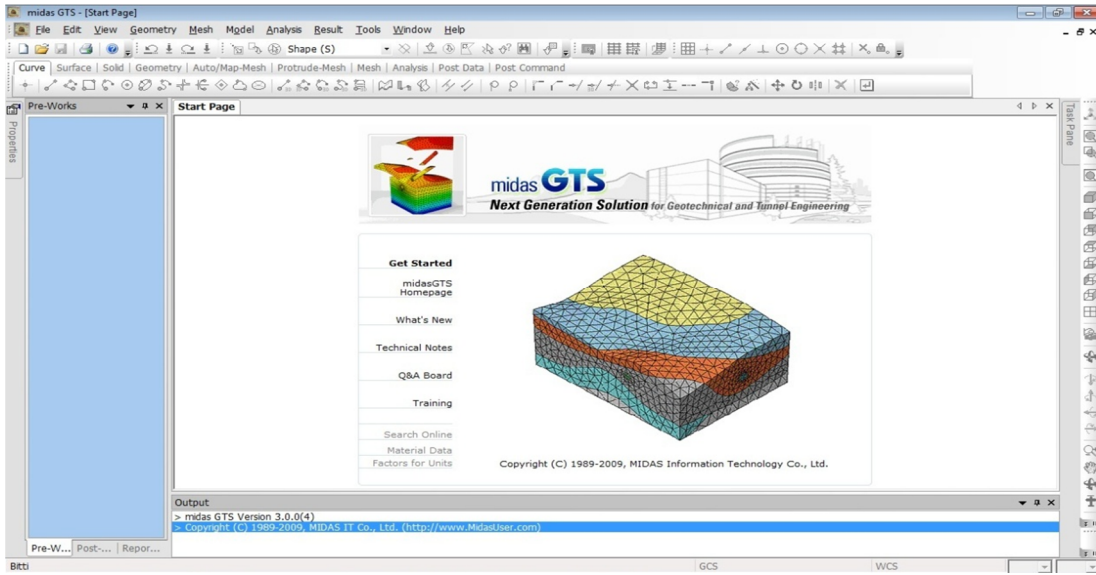 midas GTS - [Start Page]
File Edit View Geometry Mesh Model Analysis Result Tools Window Help
Shape (S)
Curve | Surface | Solid | Geometry | Auto/Map-Mesh | Protrude-Mesh | Mesh | Analysis | Post Data | Post Command
Pre-Works
Start Page
Properties
Task Pane
midas GTS
Next Generation Solution for Geotechnical and Tunnel Engineering
Get Started
midasGTS
Homepage
What's New
Technical Notes
Q&A Board
Training
Search Online
Material Data
Factors for Units
Copyright (C) 1989-2009, MIDAS Information Technology Co., Ltd.
Output
> midas GTS Version 3.0.0(4)
> Copyright (C) 1989-2009, MIDAS IT Co., Ltd. (http://www.MidasUser.com)
Pre-W... Post-... Repor...
Bitti
GCS
WCS